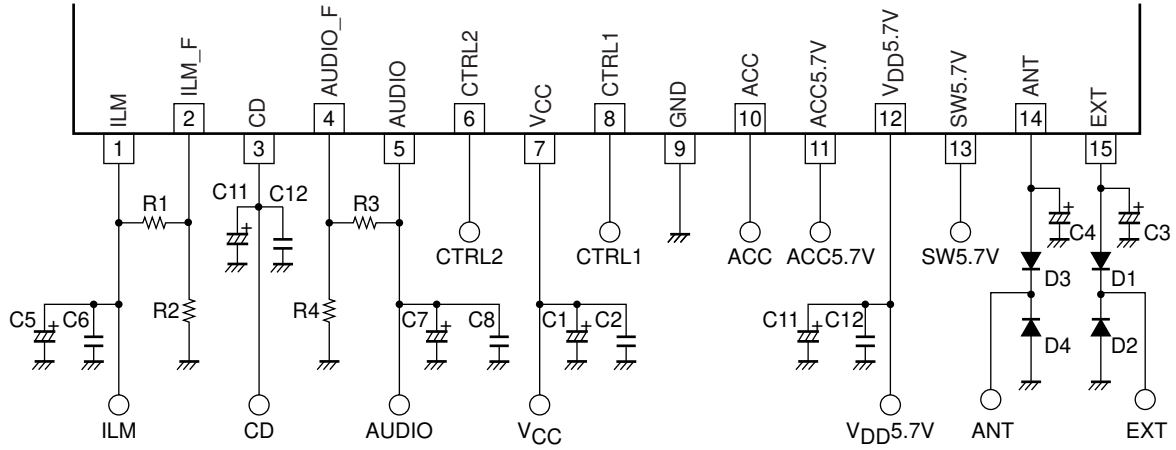 ILM
ILM_F
CD
AUDIO_F
AUDIO
CTRL2
VCC
CTRL1
GND
ACC
ACC5.7V
VDD5.7V
SW5.7V
ANT
EXT
1
2
3
4
5
6
7
8
9
10
11
12
13
14
15
R1
C11 +
C12
R3
+ C4
+ C3
CTRL2
CTRL1
ACC
ACC5.7V
SW5.7V
D3
D1
C5 +
C6
R2
R4
C7 +
C8
C1 +
C2
C11 +
C12
D4
D2
ILM
CD
AUDIO
VCC
VDD5.7V
ANT
EXT